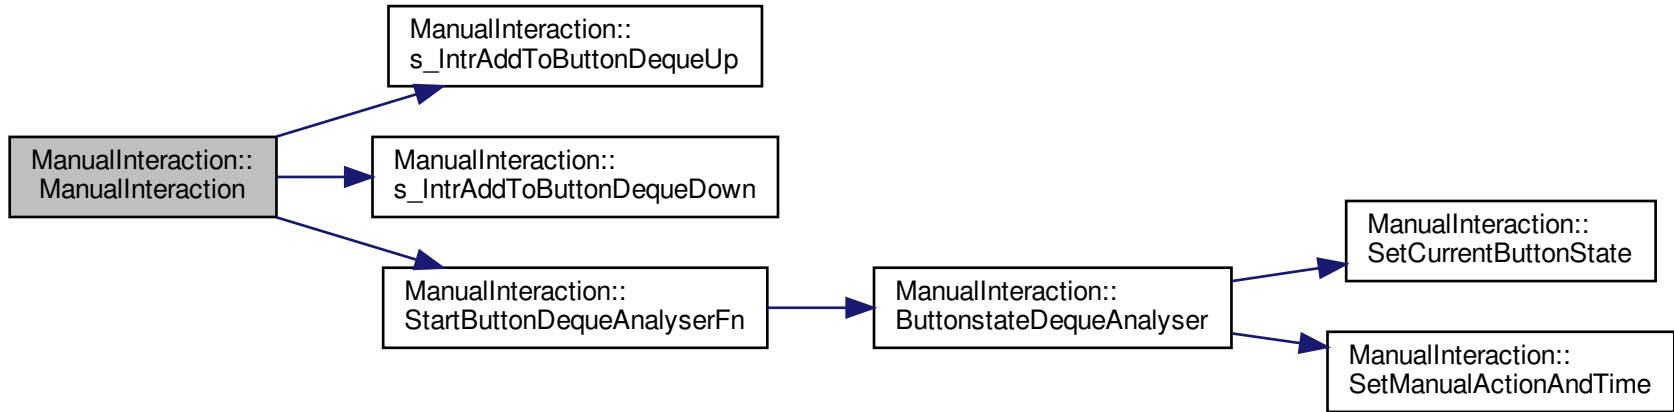 ManualInteraction::
ManualInteraction
ManualInteraction::
s_IntrAddToButtonDequeUp
ManualInteraction::
s_IntrAddToButtonDequeDown
ManualInteraction::
StartButtonDequeAnalyserFn
ManualInteraction::
ButtonstateDequeAnalyser
ManualInteraction::
SetCurrentButtonState
ManualInteraction::
SetManualActionAndTime